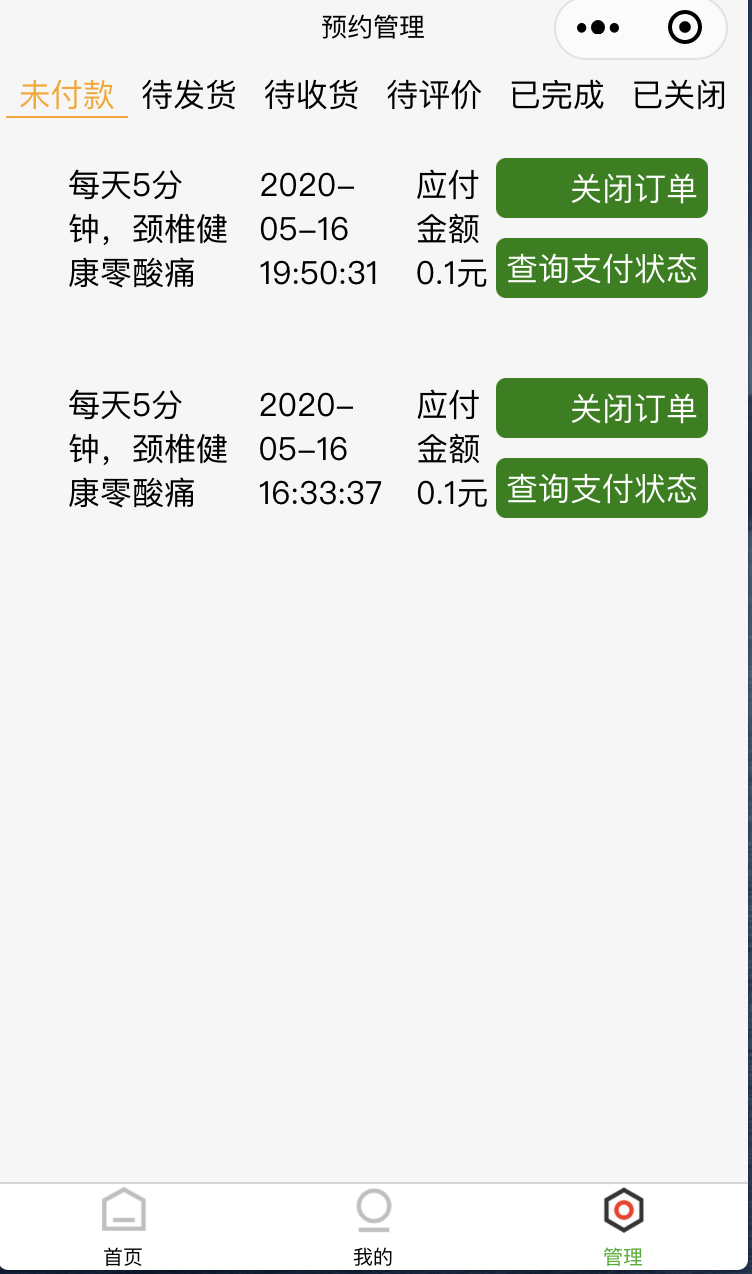 预约管理
未付款 待发货 待收货 待评价 已完成 已关闭
每天5分
钟，颈椎健
康零酸痛
2020-
05-16
19:50:31
应付
金额
0.1元
关闭订单
查询支付状态
每天5分
钟，颈椎健
康零酸痛
2020-
05-16
16:33:37
应付
金额
0.1元
关闭订单
查询支付状态
首页 我的 管理